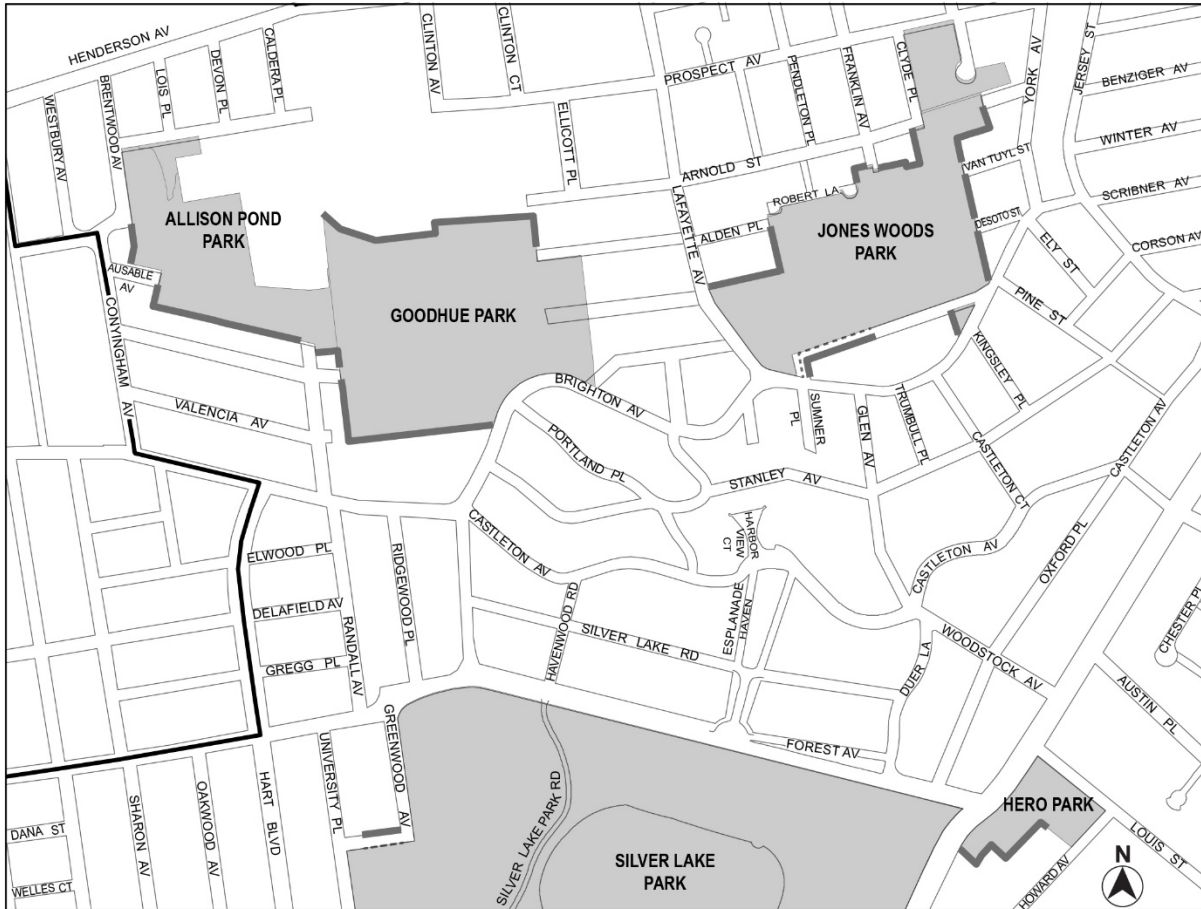 HENDERSON AV
WESTBURY AV
BRENTWOOD AV
LOIS PL
DEVON PL
CALDERA PL
CLINTON AV
CLINTON CT
ELLICOTT PL
PROSPECT AV
PENDLETON PL
FRANKLIN AV
CLYDE PL
YORK AV
JERSEY ST
BENZIGER AV
WINTER AV
SCRIBNER AV
CORSON AV
VAN TUYL ST
DESOTO ST
ELY ST
PINE ST
ARNOLD ST
ROBERT LA
LAFAYETTE AV
ALDEN PL
ALLISON POND
PARK
JONES WOODS
PARK
GOODHUE PARK
AUSABLE
AV
CONYINGHAM AV
VALENCIA AV
BRIGHTON AV
PORTLAND PL
STANLEY AV
SUMNER
PL
GLEN AV
TRUMBULL PL
KINGSLEY PL
CASTLETON CT
CASTLETON AV
CASTLETON AV
CASTLETON AV
OXFORD PL
HARBOR
VIEW
CT
ELWOOD PL
DELAFIELD AV
GREGG PL
RANDALL AV
RIDGEWOOD PL
HAVENWOOD RD
SILVER LAKE RD
ESPLANADE
HAVEN
DUER LA
WOODSTOCK AV
CHESTER PL
AUSTIN PL
FOREST AV
GREENWOOD AV
UNIVERSITY PL
HART BLVD
OAKWOOD AV
SHARON AV
DANA ST
WELLES CT
SILVER LAKE PARK RD
SILVER LAKE
PARK
HERO PARK
HOWARD AV
LOUIS ST
N